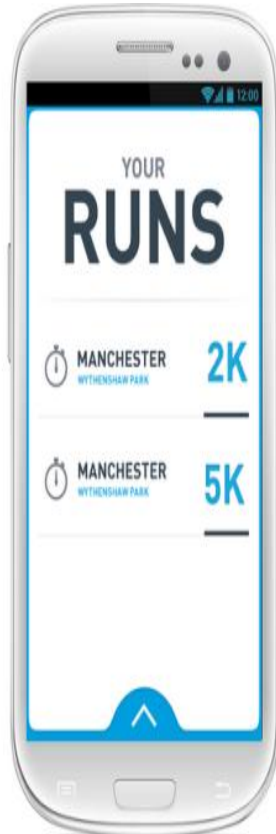 12:00
YOUR
RUNS
MANCHESTER
WYTHENSHAW PARK
2K
MANCHESTER
WYTHENSHAW PARK
5K